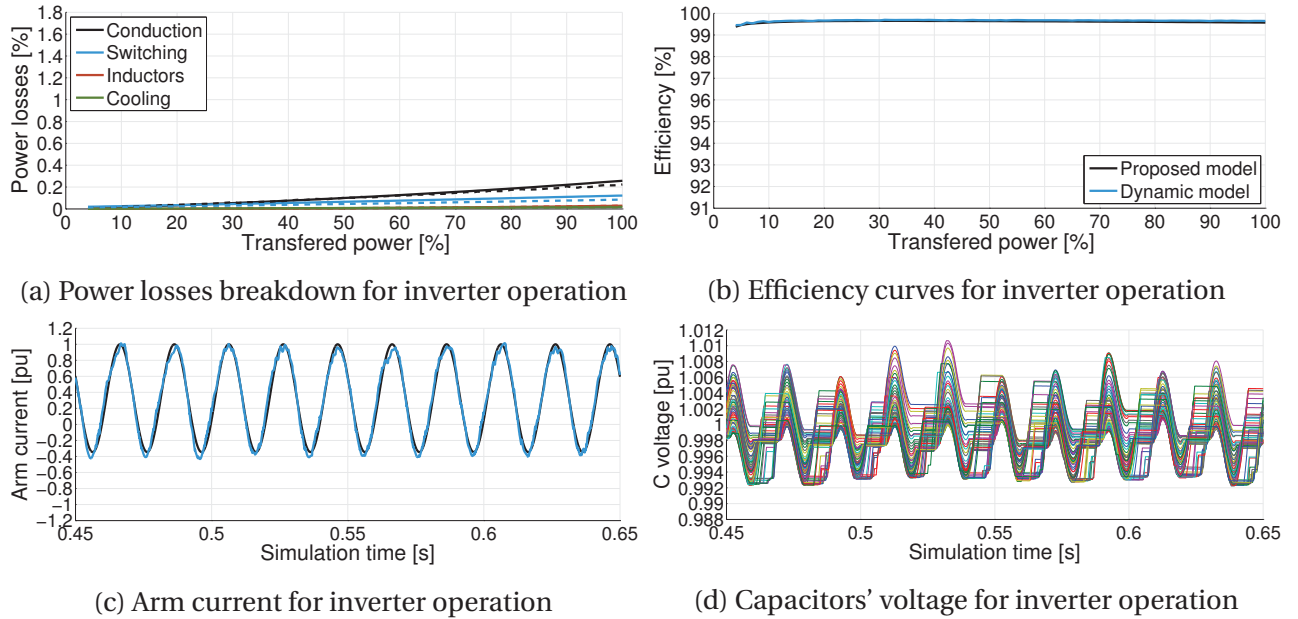 1.8
1.6
1.4
1.2
1
0.8
0.6
0.4
0.2
0
Power losses [%]
Conduction
Switching
Inductors
Cooling
0 10 20 30 40 50 60 70 80 90 100
Transfered power [%]
(a) Power losses breakdown for inverter operation
100
99
98
97
96
95
94
93
92
91
Efficiency [%]
Proposed model
Dynamic model
0 10 20 30 40 50 60 70 80 90 100
Transfered power [%]
(b) Efficiency curves for inverter operation
1.2
1
0.8
0.6
0.4
0.2
0
−0.2
−0.4
−0.6
−0.8
−1
−1.2
Arm current [pu]
0.45 0.5 0.55 0.6 0.65
Simulation time [s]
(c) Arm current for inverter operation
1.012
1.01
1.008
1.006
1.004
1.002
1
0.998
0.996
0.994
0.992
0.99
0.988
C voltage [pu]
0.45 0.5 0.55 0.6 0.65
Simulation time [s]
(d) Capacitors’ voltage for inverter operation